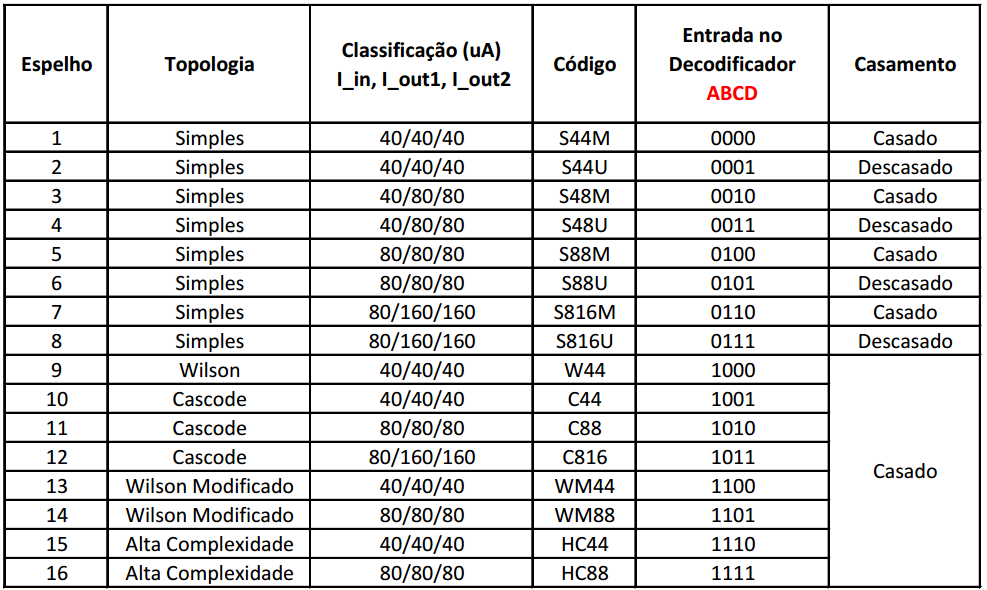 Espelho Topologia Classificação (uA) I_in, I_out1, I_out2 Código Entrada no Decodificador ABCD Casamento
1 Simples 40/40/40 S44M 0000 Casado
2 Simples 40/40/40 S44U 0001 Descasado
3 Simples 40/80/80 S48M 0010 Casado
4 Simples 40/80/80 S48U 0011 Descasado
5 Simples 80/80/80 S88M 0100 Casado
6 Simples 80/80/80 S88U 0101 Descasado
7 Simples 80/160/160 S816M 0110 Casado
8 Simples 80/160/160 S816U 0111 Descasado
9 Wilson 40/40/40 W44 1000
10 Cascode 40/40/40 C44 1001
11 Cascode 80/80/80 C88 1010
12 Cascode 80/160/160 C816 1011
Casado
13 Wilson Modificado 40/40/40 WM44 1100
14 Wilson Modificado 80/80/80 WM88 1101
15 Alta Complexidade 40/40/40 HC44 1110
16 Alta Complexidade 80/80/80 HC88 1111